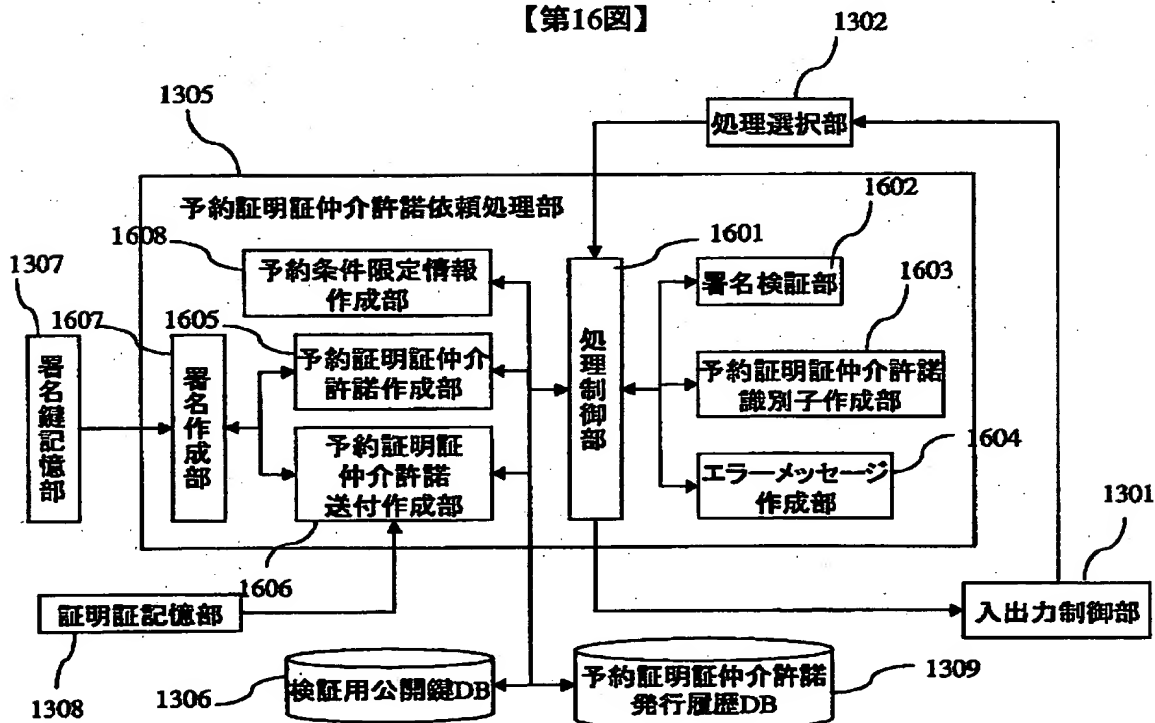 【第16図】
1302
1305
処理選択部
予約証明証仲介許諾依頼処理部
1602
1608
1601
1307
予約条件限定情報
作成部
署名検証部
1603
1607
1605
署名鍵記憶部
署名作成部
予約証明証仲介
許諾作成部
処理制御部
予約証明証仲介許諾
識別子作成部
予約証明証
仲介許諾
送付作成部
1604
エラーメッセージ
作成部
1301
1606
証明証記憶部
入出力制御部
1308
1306
検証用公開鍵DB
予約証明証仲介許諾
発行履歴DB
1309